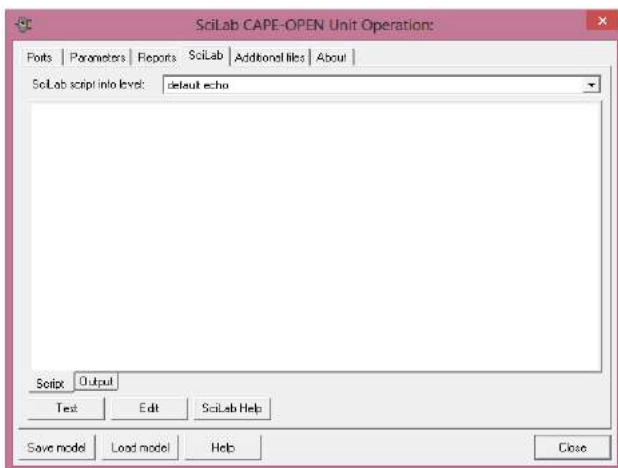 SciLab CAPE-OPEN Unit Operation:
Ports Parameters Reports SciLab Additional files About
SciLab script info level: default echo
Script Output
Test Edit SciLab Help
Save model Load model Help Close